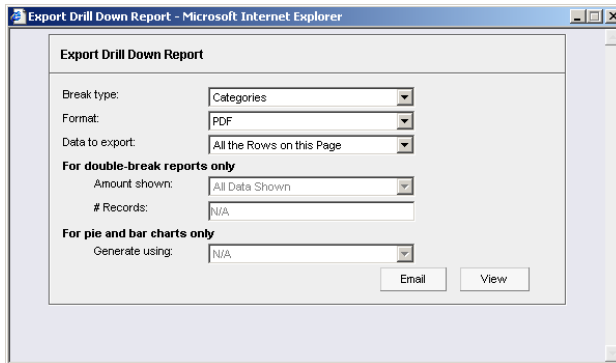 Export Drill Down Report - Microsoft Internet Explorer
Export Drill Down Report
Break type: Categories
Format: PDF
Data to export: All the Rows on this Page
For double-break reports only
Amount shown: All Data Shown
# Records: N/A
For pie and bar charts only
Generate using: N/A
Email View